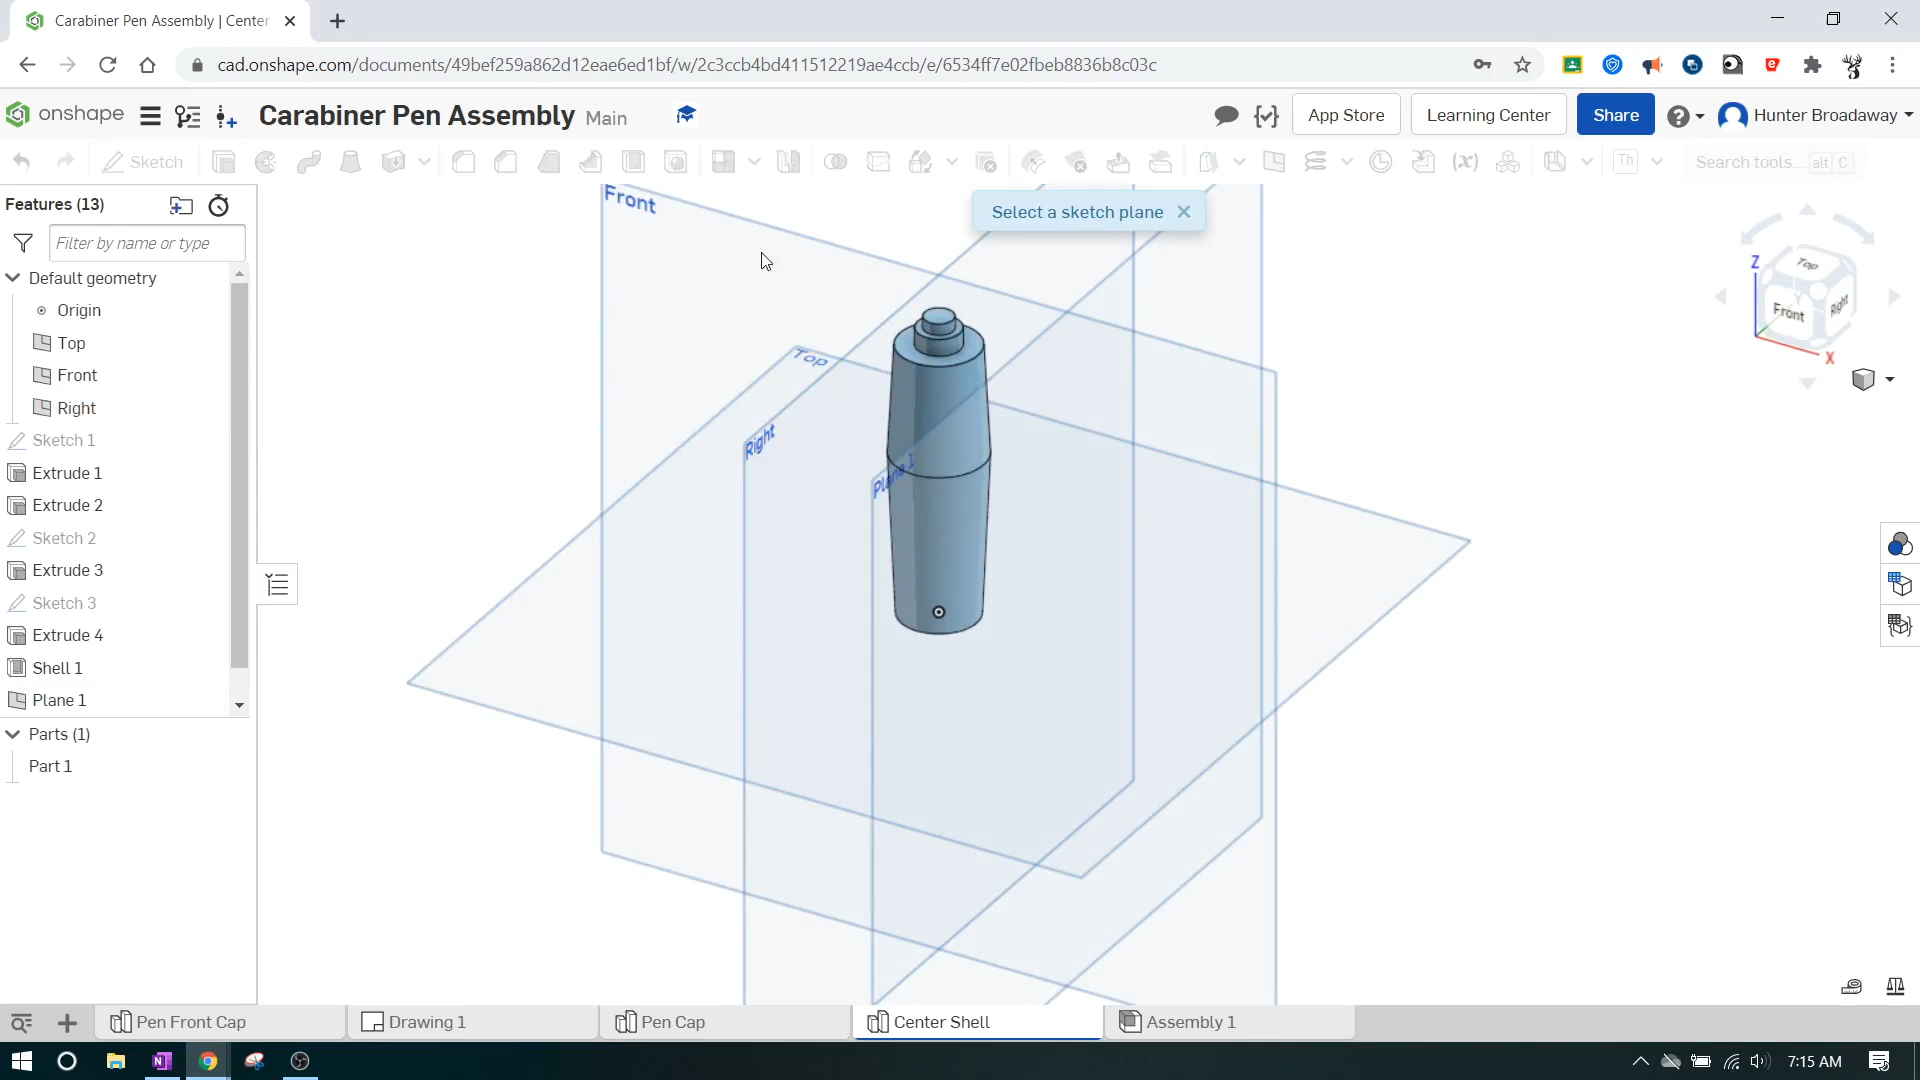 Carabiner Pen Assembly | Center
cad.onshape.com/documents/49bef259a862d12eae6ed1bf/w/2c3ccb4bd411512219ae4ccb/e/6534ff7e02fbeb8836b8c03c
onshape
Carabiner Pen Assembly Main
App Store
Learning Center
Share
Hunter Broadaway
Sketch
Search tools... alt C
Features (13)
Filter by name or type
Default geometry
Origin
Top
Front
Right
Sketch 1
Extrude 1
Extrude 2
Sketch 2
Extrude 3
Sketch 3
Extrude 4
Shell 1
Plane 1
Parts (1)
Part 1
Select a sketch plane
Front
Top
Right
Plane 1
Z
Top
Y
Front
Right
X
Pen Front Cap
Drawing 1
Pen Cap
Center Shell
Assembly 1
7:15 AM